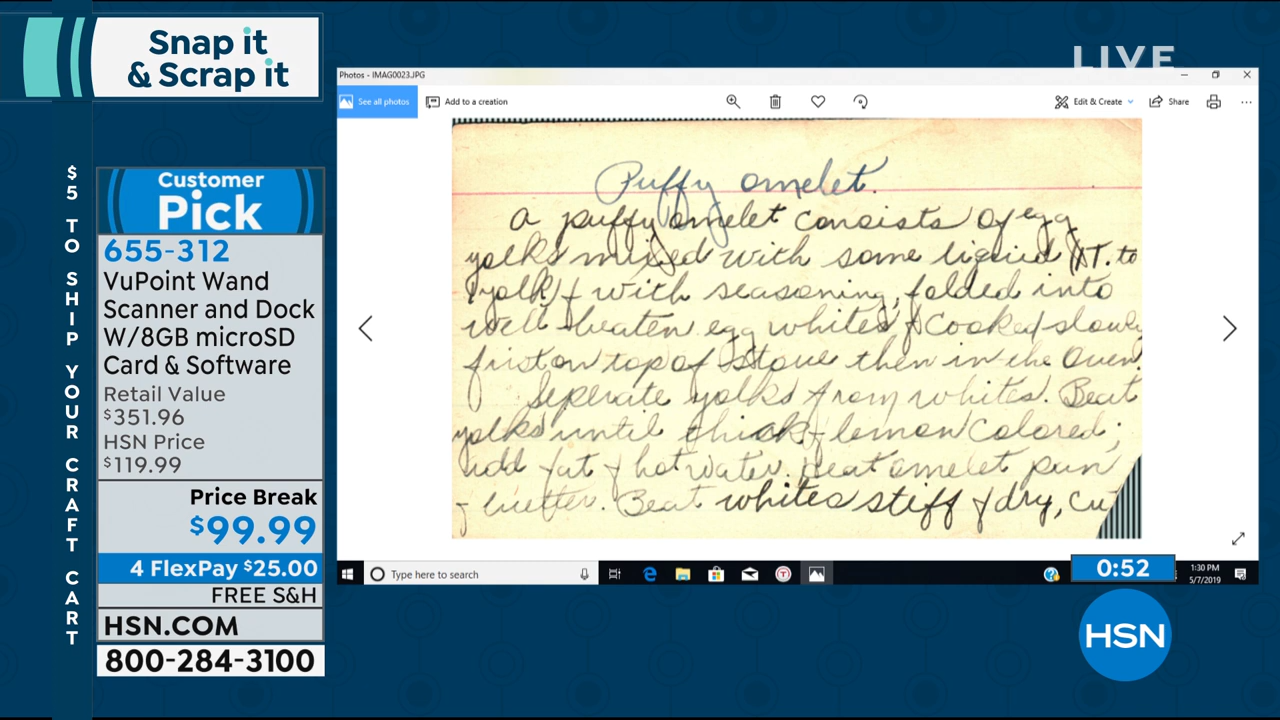 Snap it
& Scrap it
LIVE
$5 TO SHIP YOUR CRAFT CART
Customer
Pick
655-312
VuPoint Wand
Scanner and Dock
W/8GB microSD
Card & Software
Retail Value
$351.96
HSN Price
$119.99
Price Break
$99.99
4 FlexPay $25.00
FREE S&H
HSN.COM
800-284-3100
Photos - IMAG0023.JPG
See all photos
Add to a creation
Edit & Create
Share
Puffy omelet.
A puffy omelet consists of egg
yolks mixed with some liquid (1T. to
1 yolk) & with seasoning, folded into
well-beaten egg whites & cooked slowly
first on top of stove then in the oven.
Seperate yolks from whites. Beat
yolks until thick & lemon colored;
add fat & hot water. Heat omelet pan
& butter. Beat whites stiff & dry, cu
Type here to search
0:52
1:30 PM
5/7/2019
HSN